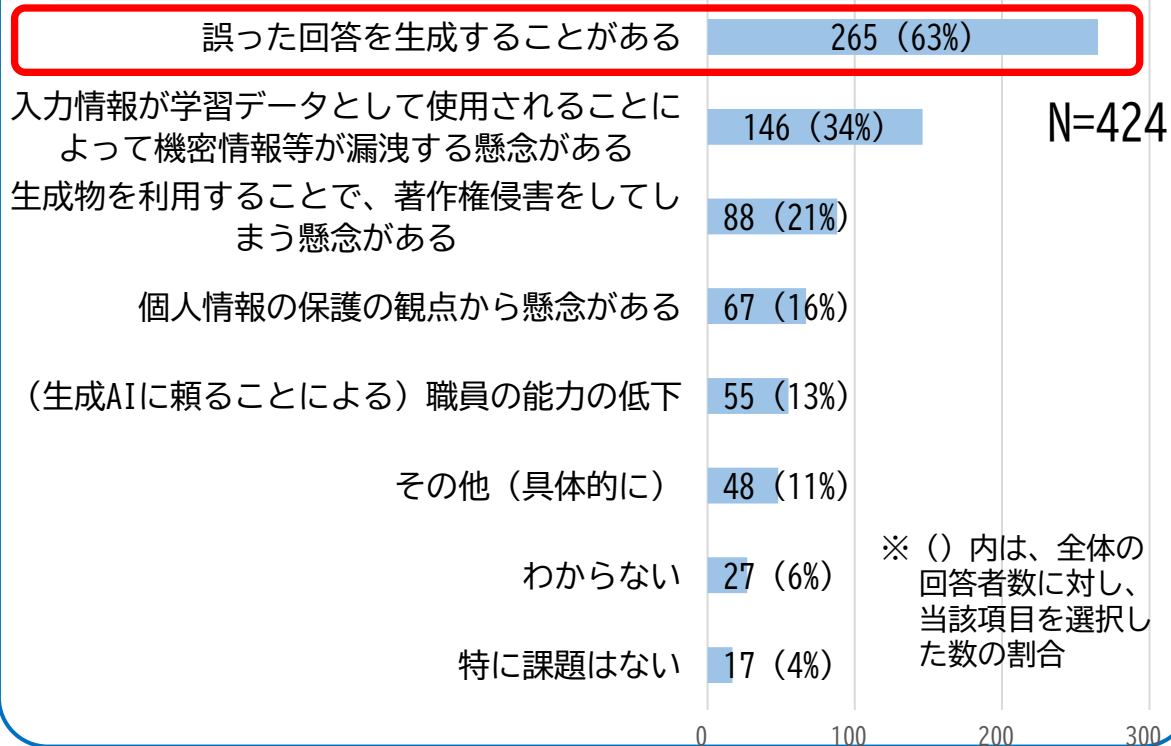 誤った回答を生成することがある
265 (63%)
入力情報が学習データとして使用されることに
よって機密情報等が漏洩する懸念がある
146 (34%)
N=424
生成物を利用することで、著作権侵害をしてし
まう懸念がある
88 (21%)
個人情報の保護の観点から懸念がある
67 (16%)
（生成AIに頼ることによる）職員の能力の低下
55 (13%)
その他（具体的に）
48 (11%)
わからない
27 (6%)
特に課題はない
17 (4%)
※（）内は、全体の
回答者数に対し、
当該項目を選択し
た数の割合
0
100
200
300